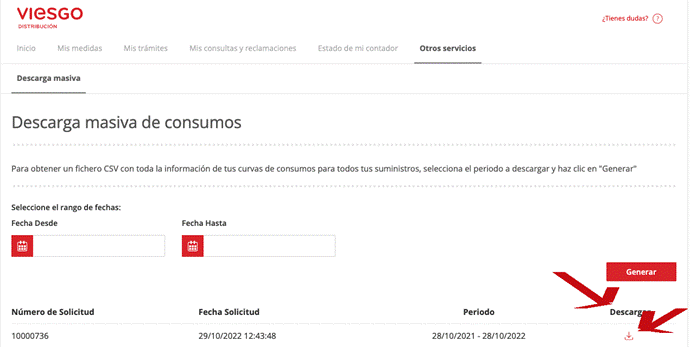 viesgo
DISTRIBUCIÓN
¿Tienes dudas? ?
Inicio Mis medidas Mis trámites Mis consultas y reclamaciones Estado de mi contador Otros servicios
Descarga masiva
Descarga masiva de consumos
Para obtener un fichero CSV con toda la información de tus curvas de consumos para todos tus suministros, selecciona el periodo a descargar y haz clic en "Generar"
Seleccione el rango de fechas:
Fecha Desde Fecha Hasta
Generar
Número de Solicitud Fecha Solicitud Periodo Descargar
10000736 29/10/2022 12:43:48 28/10/2021 - 28/10/2022